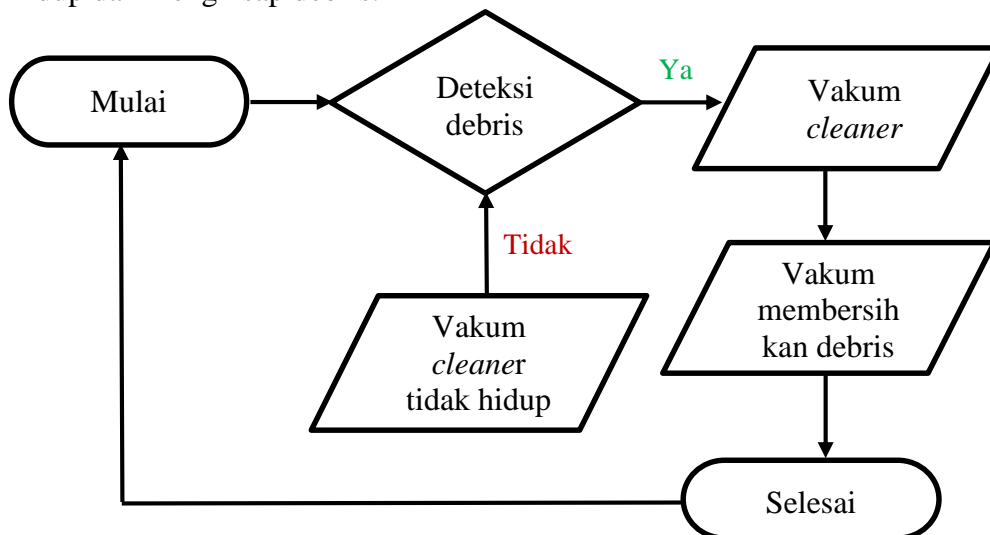 Mulai
Deteksi
debris
Ya
Vakum
cleaner
Tidak
Vakum
cleaner
tidak hidup
Vakum
membersih
kan debris
Selesai